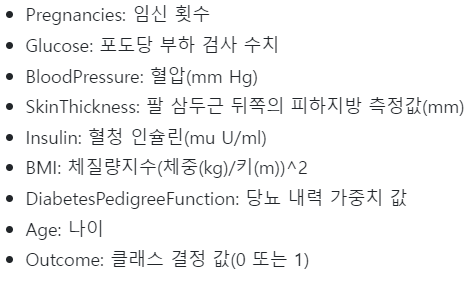 • Pregnancies: 임신 횟수
• Glucose: 포도당 부하 검사 수치
• BloodPressure: 혈압(mm Hg)
• SkinThickness: 팔 삼두근 뒤쪽의 피하지방 측정값(mm)
• Insulin: 혈청 인슐린(mu U/ml)
• BMI: 체질량지수(체중(kg)/키(m))^2
• DiabetesPedigreeFunction: 당뇨 내력 가중치 값
• Age: 나이
• Outcome: 클래스 결정 값(0 또는 1)